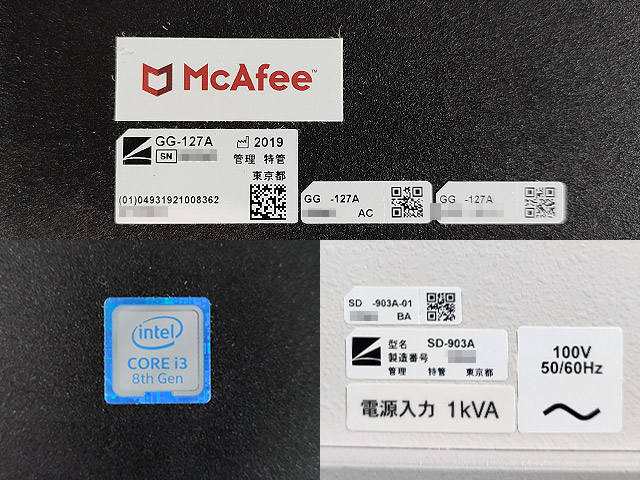 McAfee™
GG-127A 2019
SN
管理 特管
東京都
(01)04931921008362
GG -127A
AC
GG -127A
intel
CORE i3
8th Gen
SD -903A-01
BA
型名 SD-903A
製造番号
管理 特管 東京都
電源入力 1kVA
100V
50/60Hz